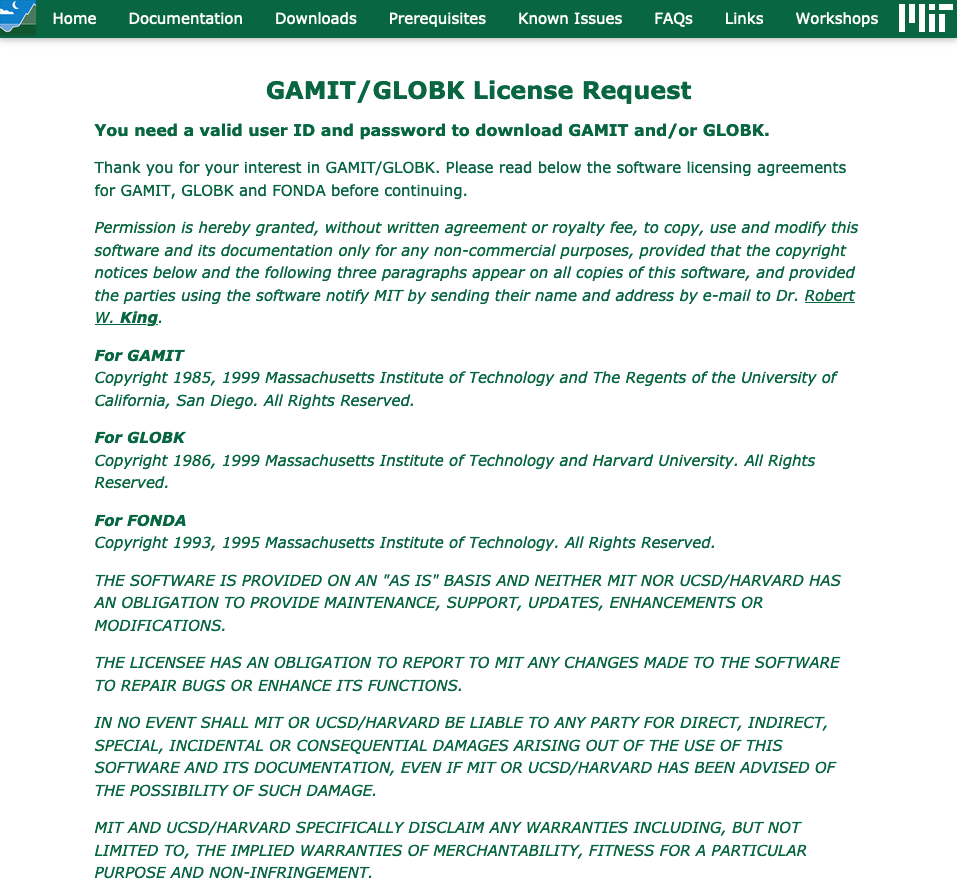 Home Documentation Downloads Prerequisites Known Issues FAQs Links Workshops MIT
GAMIT/GLOBK License Request
You need a valid user ID and password to download GAMIT and/or GLOBK.
Thank you for your interest in GAMIT/GLOBK. Please read below the software licensing agreements
for GAMIT, GLOBK and FONDA before continuing.
Permission is hereby granted, without written agreement or royalty fee, to copy, use and modify this
software and its documentation only for any non-commercial purposes, provided that the copyright
notices below and the following three paragraphs appear on all copies of this software, and provided
the parties using the software notify MIT by sending their name and address by e-mail to Dr. Robert
W. King.
For GAMIT
Copyright 1985, 1999 Massachusetts Institute of Technology and The Regents of the University of
California, San Diego. All Rights Reserved.
For GLOBK
Copyright 1986, 1999 Massachusetts Institute of Technology and Harvard University. All Rights
Reserved.
For FONDA
Copyright 1993, 1995 Massachusetts Institute of Technology. All Rights Reserved.
THE SOFTWARE IS PROVIDED ON AN "AS IS" BASIS AND NEITHER MIT NOR UCSD/HARVARD HAS
AN OBLIGATION TO PROVIDE MAINTENANCE, SUPPORT, UPDATES, ENHANCEMENTS OR
MODIFICATIONS.
THE LICENSEE HAS AN OBLIGATION TO REPORT TO MIT ANY CHANGES MADE TO THE SOFTWARE
TO REPAIR BUGS OR ENHANCE ITS FUNCTIONS.
IN NO EVENT SHALL MIT OR UCSD/HARVARD BE LIABLE TO ANY PARTY FOR DIRECT, INDIRECT,
SPECIAL, INCIDENTAL OR CONSEQUENTIAL DAMAGES ARISING OUT OF THE USE OF THIS
SOFTWARE AND ITS DOCUMENTATION, EVEN IF MIT OR UCSD/HARVARD HAS BEEN ADVISED OF
THE POSSIBILITY OF SUCH DAMAGE.
MIT AND UCSD/HARVARD SPECIFICALLY DISCLAIM ANY WARRANTIES INCLUDING, BUT NOT
LIMITED TO, THE IMPLIED WARRANTIES OF MERCHANTABILITY, FITNESS FOR A PARTICULAR
PURPOSE AND NON-INFRINGEMENT.